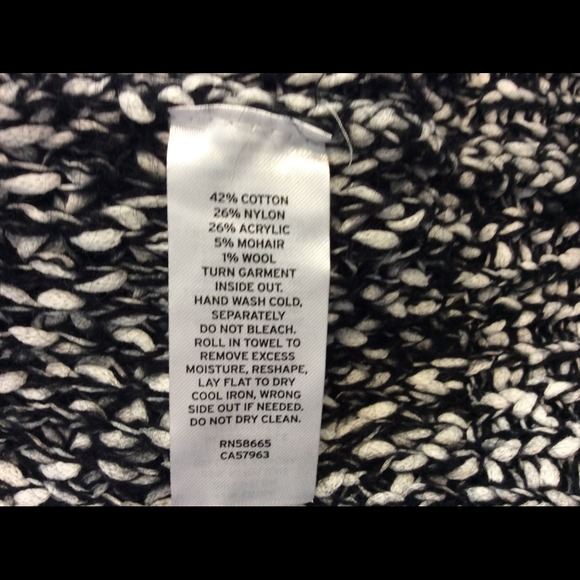 42% COTTON
26% NYLON
26% ACRYLIC
5% MOHAIR
1% WOOL
TURN GARMENT
INSIDE OUT.
HAND WASH COLD,
SEPARATELY
DO NOT BLEACH.
ROLL IN TOWEL TO
REMOVE EXCESS
MOISTURE, RESHAPE,
LAY FLAT TO DRY
COOL IRON, WRONG
SIDE OUT IF NEEDED.
DO NOT DRY CLEAN.
RN58665
CA57963